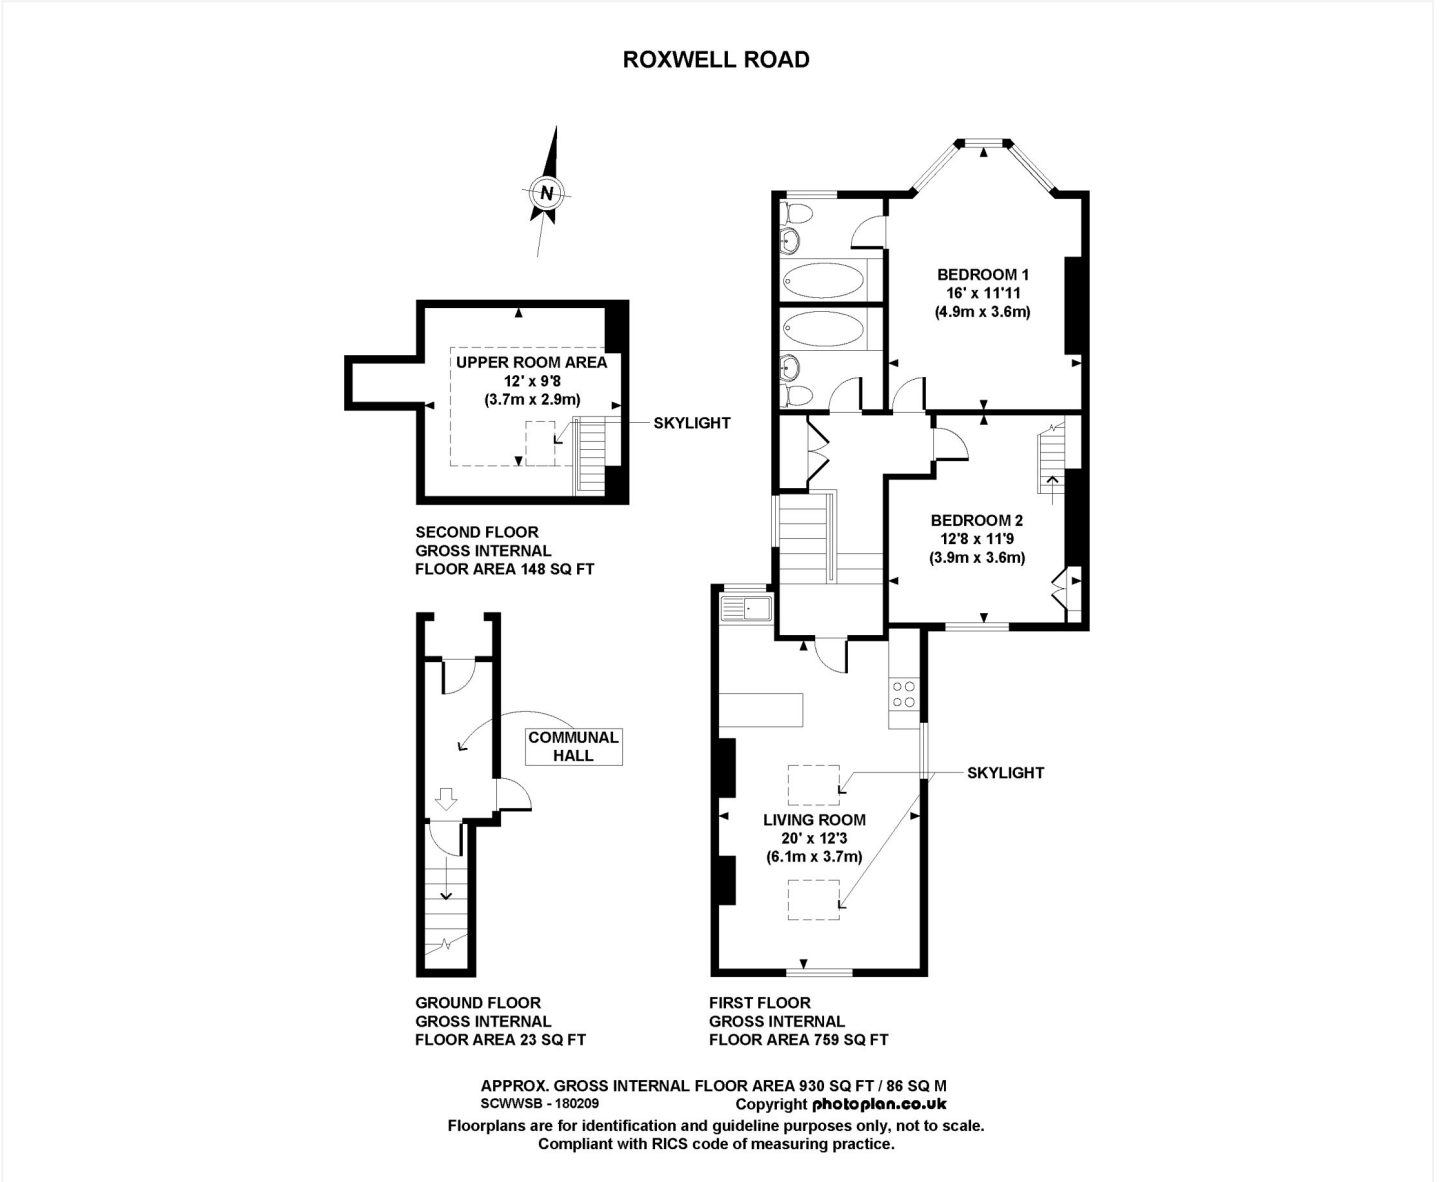 ROXWELL ROAD
N
BEDROOM 1
16' x 11'11
(4.9m x 3.6m)
UPPER ROOM AREA
12' x 9'8
(3.7m x 2.9m)
SKYLIGHT
SECOND FLOOR
GROSS INTERNAL
FLOOR AREA 148 SQ FT
BEDROOM 2
12'8 x 11'9
(3.9m x 3.6m)
COMMUNAL
HALL
SKYLIGHT
LIVING ROOM
20' x 12'3
(6.1m x 3.7m)
GROUND FLOOR
GROSS INTERNAL
FLOOR AREA 23 SQ FT
FIRST FLOOR
GROSS INTERNAL
FLOOR AREA 759 SQ FT
APPROX. GROSS INTERNAL FLOOR AREA 930 SQ FT / 86 SQ M
SCWWSB - 180209 Copyright photoplan.co.uk
Floorplans are for identification and guideline purposes only, not to scale.
Compliant with RICS code of measuring practice.